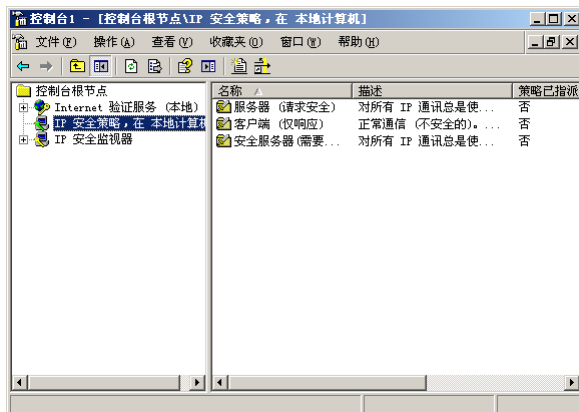 控制台1 - [控制台根节点\IP 安全策略，在 本地计算机]
文件(F) 操作(A) 查看(V) 收藏夹(O) 窗口(W) 帮助(H)
控制台根节点
Internet 验证服务 (本地)
IP 安全策略，在 本地计算机
IP 安全监视器
名称 描述 策略已指派
服务器 (请求安全) 对所有 IP 通讯总是使... 否
客户端 (仅响应) 正常通信 (不安全的)。... 否
安全服务器(需要... 对所有 IP 通讯总是使... 否